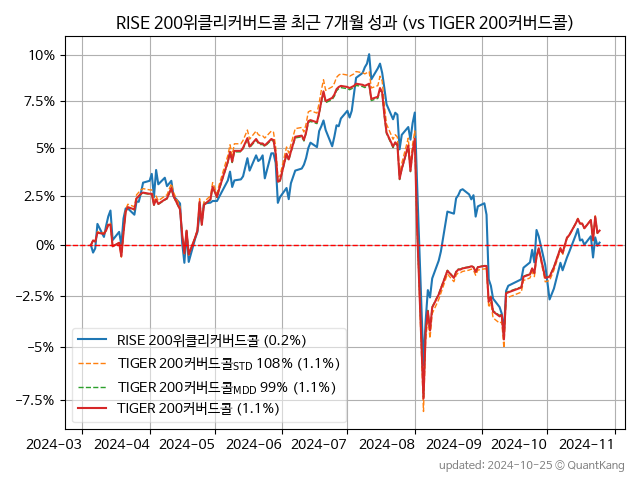 RISE 200위클리커버드콜 최근 7개월 성과 (vs TIGER 200커버드콜)
10%
7.5%
5%
2.5%
0%
−2.5%
−5%
−7.5%
RISE 200위클리커버드콜 (0.2%)
TIGER 200커버드콜STD 108% (1.1%)
TIGER 200커버드콜MDD 99% (1.1%)
TIGER 200커버드콜 (1.1%)
2024-03 2024-04 2024-05 2024-06 2024-07 2024-08 2024-09 2024-10 2024-11
updated: 2024-10-25 © QuantKang